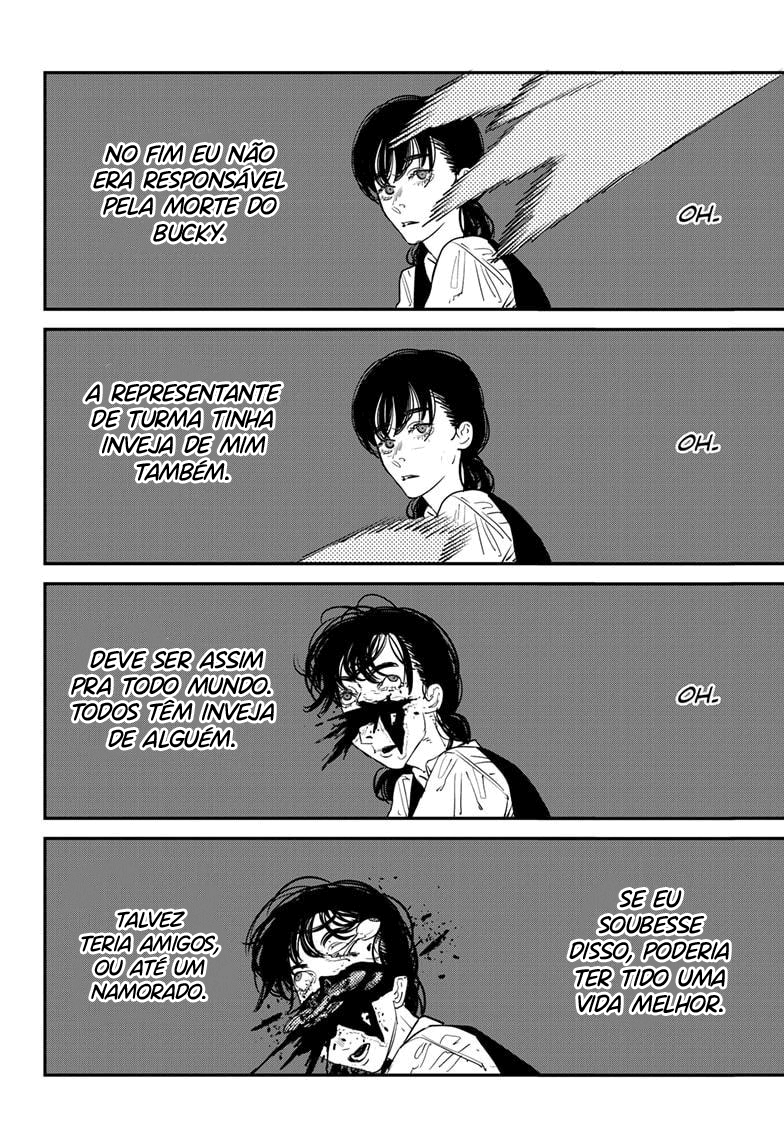 OH.
NO FIM EU NÃO
ERA RESPONSÁVEL
PELA MORTE DO
BUCKY.
OH.
A REPRESENTANTE
DE TURMA TINHA
INVEJA DE MIM
TAMBÉM.
OH.
DEVE SER ASSIM
PRA TODO MUNDO.
TODOS TÊM INVEJA
DE ALGUÉM.
SE EU
SOUBESSE
DISSO, PODERIA
TER TIDO UMA
VIDA MELHOR.
TALVEZ
TERIA AMIGOS,
OU ATÉ UM
NAMORADO.